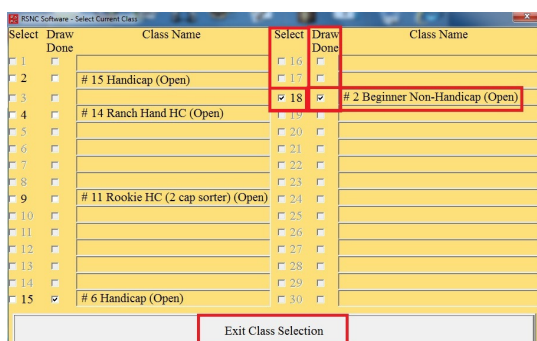 RSNC Software - Select Current Class
Select Draw Done Class Name Select Draw Done Class Name
1 16
2 # 15 Handicap (Open) 17
3 18 # 2 Beginner Non-Handicap (Open)
4 # 14 Ranch Hand HC (Open) 19
5 20
6 21
7 22
8 23
9 # 11 Rookie HC (2 cap sorter) (Open) 24
10 25
11 26
12 27
13 28
14 29
15 # 6 Handicap (Open) 30
Exit Class Selection